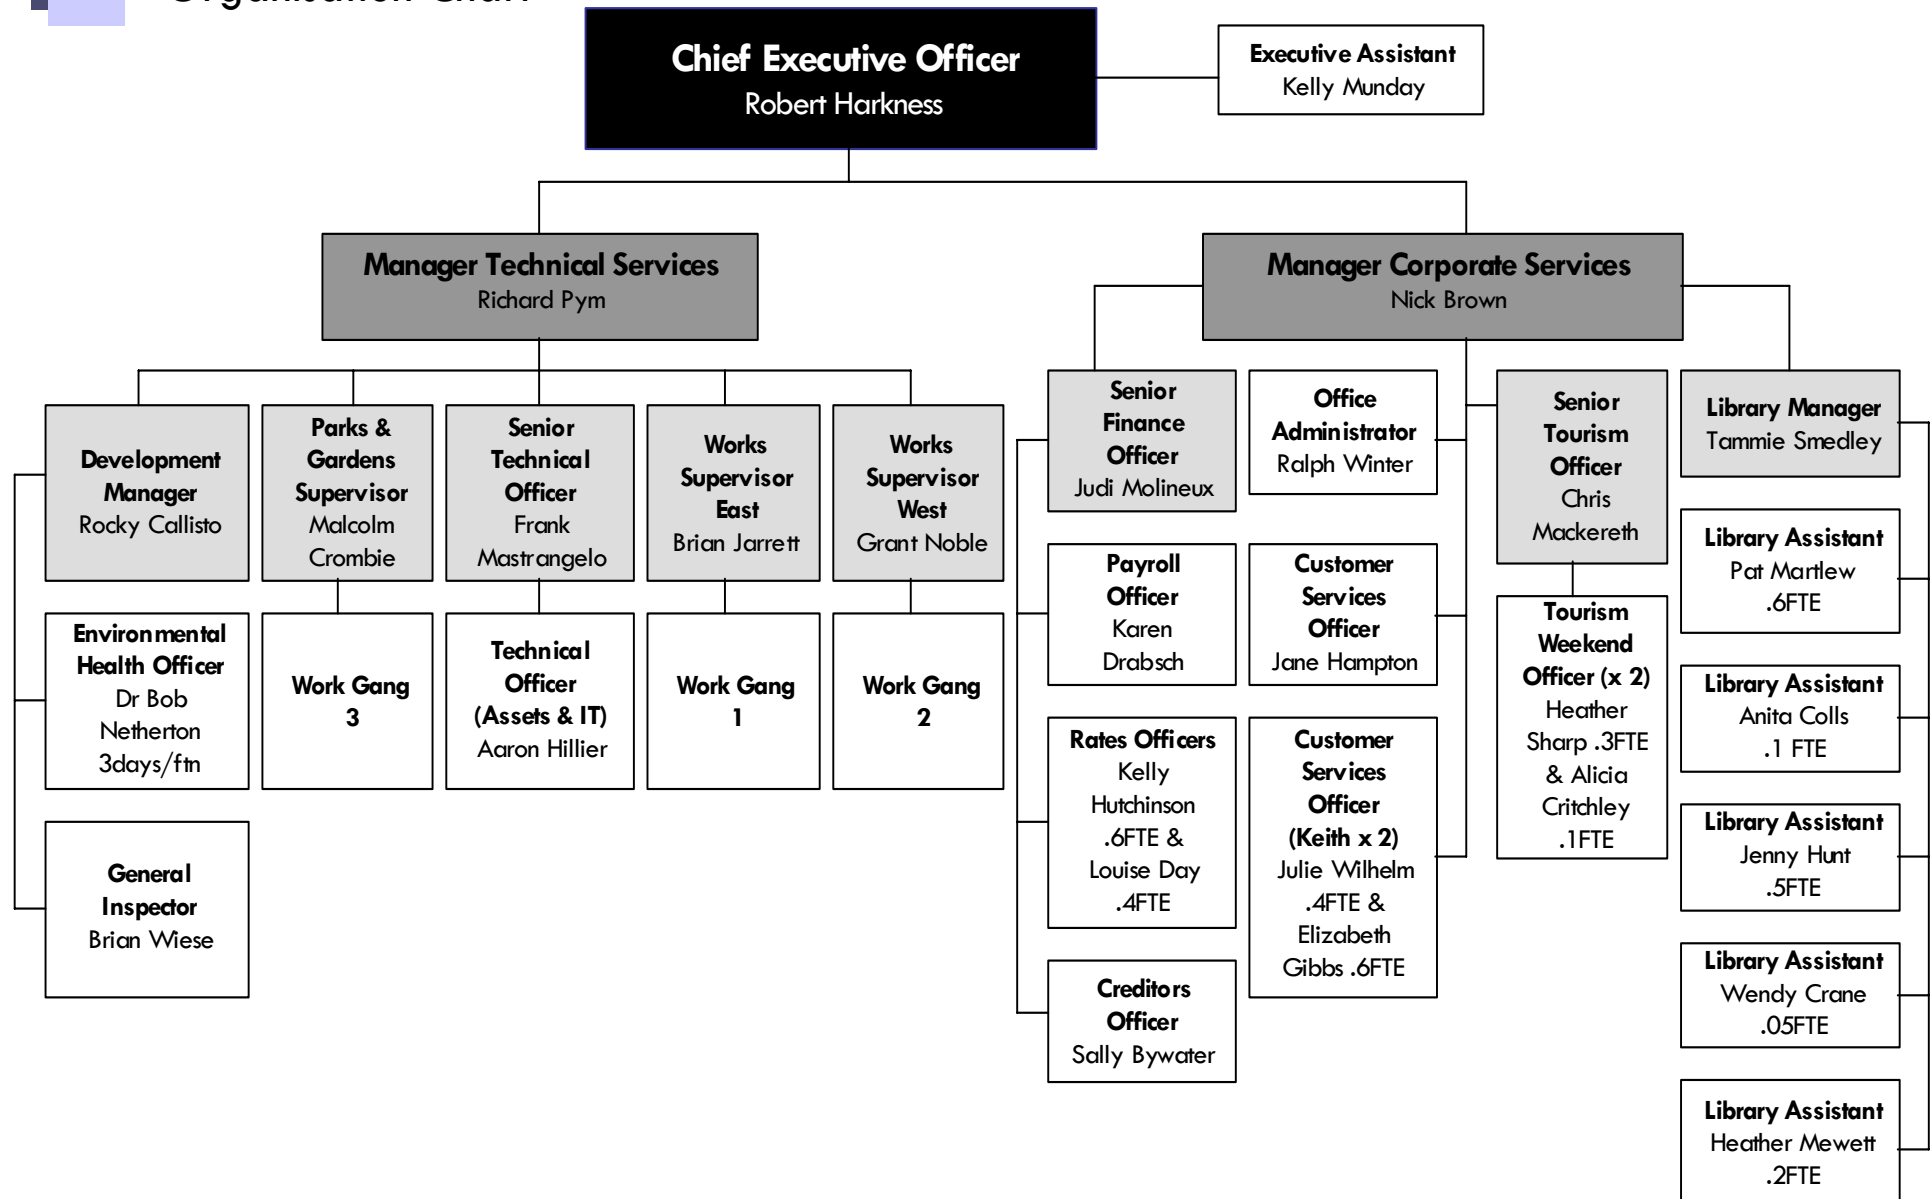 Organisation Chart
Chief Executive Officer
Robert Harkness
Executive Assistant
Kelly Munday
Manager Technical Services
Richard Pym
Manager Corporate Services
Nick Brown
Development
Manager
Rocky Callisto
Parks &
Gardens
Supervisor
Malcolm
Crombie
Senior
Technical
Officer
Frank
Mastrangelo
Works
Supervisor
East
Brian Jarrett
Works
Supervisor
West
Grant Noble
Environmental
Health Officer
Dr Bob
Netherton
3days/ftn
Work Gang
3
Technical
Officer
(Assets & IT)
Aaron Hillier
Work Gang
1
Work Gang
2
General
Inspector
Brian Wiese
Senior
Finance
Officer
Judi Molineux
Payroll
Officer
Karen
Drabsch
Rates Officers
Kelly
Hutchinson
.6FTE &
Louise Day
.4FTE
Creditors
Officer
Sally Bywater
Office
Administrator
Ralph Winter
Customer
Services
Officer
Jane Hampton
Customer
Services
Officer
(Keith x 2)
Julie Wilhelm
.4FTE &
Elizabeth
Gibbs .6FTE
Senior
Tourism
Officer
Chris
Mackereth
Tourism
Weekend
Officer (x 2)
Heather
Sharp .3FTE
& Alicia
Critchley
.1FTE
Library Manager
Tammie Smedley
Library Assistant
Pat Martlew
.6FTE
Library Assistant
Anita Colls
.1 FTE
Library Assistant
Jenny Hunt
.5FTE
Library Assistant
Wendy Crane
.05FTE
Library Assistant
Heather Mewett
.2FTE